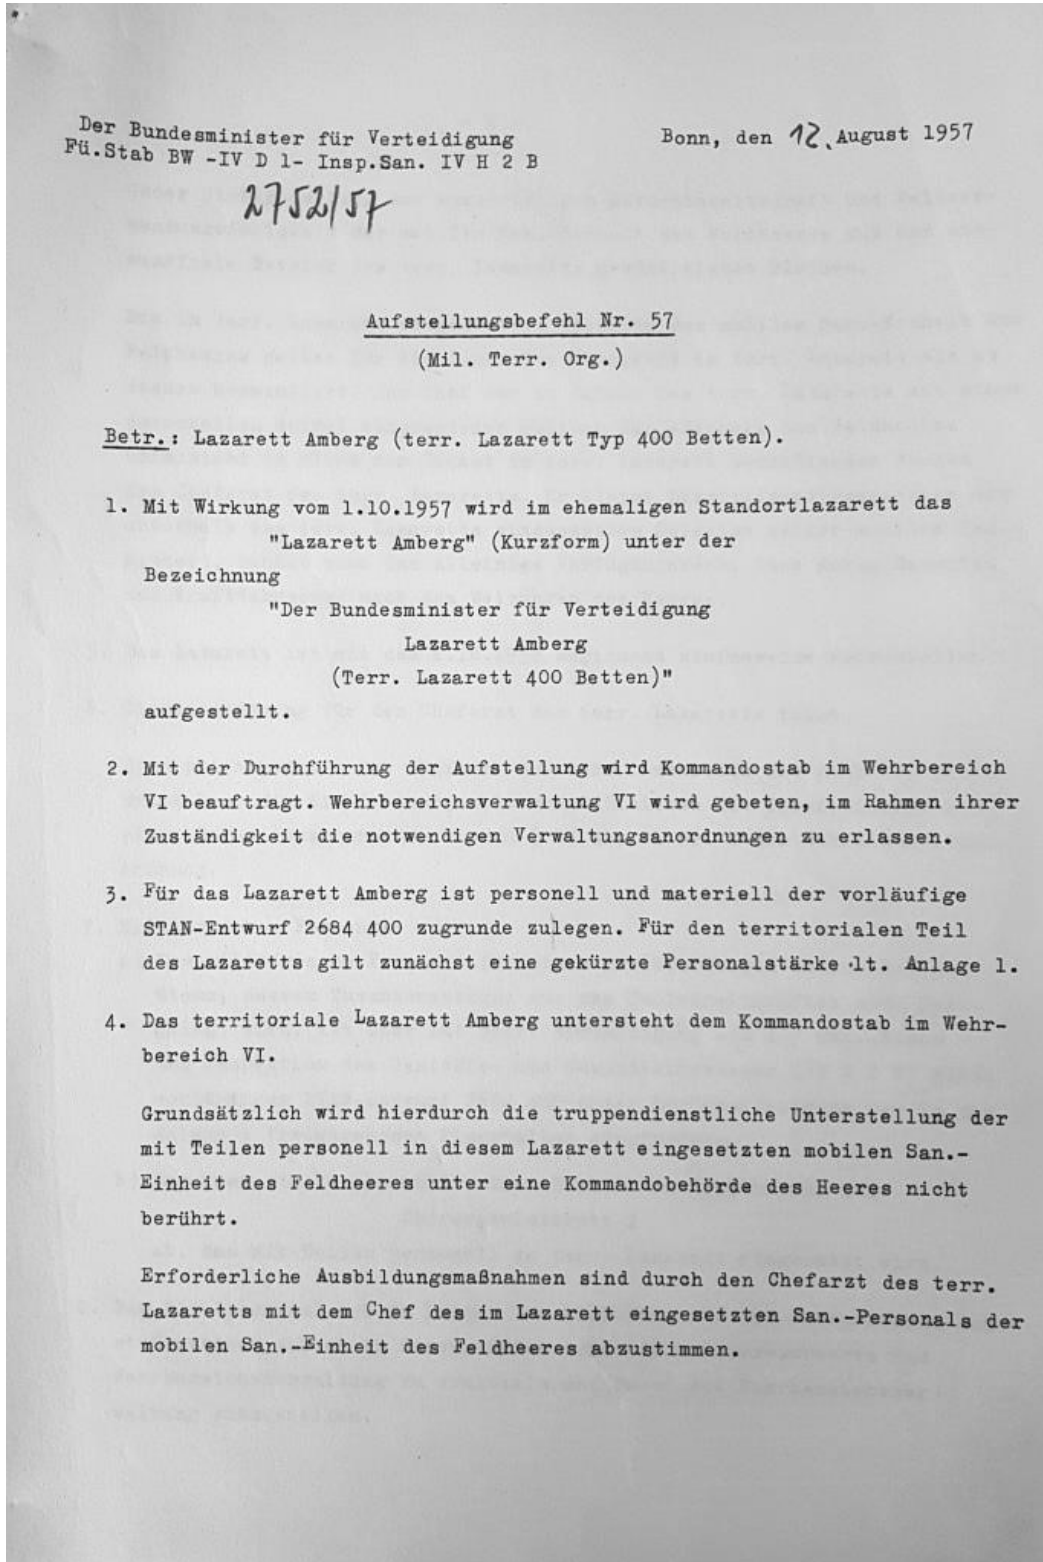 Der Bundesminister für Verteidigung
Bonn, den 12. August 1957
Fü.Stab BW -IV D 1- Insp.San. IV H 2 B
2752/57
Aufstellungsbefehl Nr. 57
(Mil. Terr. Org.)
Betr.: Lazarett Amberg (terr. Lazarett Typ 400 Betten).
1. Mit Wirkung vom 1.10.1957 wird im ehemaligen Standortlazarett das
"Lazarett Amberg" (Kurzform) unter der
Bezeichnung
"Der Bundesminister für Verteidigung
Lazarett Amberg
(Terr. Lazarett 400 Betten)"
aufgestellt.
2. Mit der Durchführung der Aufstellung wird Kommandostab im Wehrbereich
VI beauftragt. Wehrbereichsverwaltung VI wird gebeten, im Rahmen ihrer
Zuständigkeit die notwendigen Verwaltungsanordnungen zu erlassen.
3. Für das Lazarett Amberg ist personell und materiell der vorläufige
STAN-Entwurf 2684 400 zugrunde zulegen. Für den territorialen Teil
des Lazaretts gilt zunächst eine gekürzte Personalstärke lt. Anlage 1.
4. Das territoriale Lazarett Amberg untersteht dem Kommandostab im Wehr-
bereich VI.
Grundsätzlich wird hierdurch die truppendienstliche Unterstellung der
mit Teilen personell in diesem Lazarett eingesetzten mobilen San.-
Einheit des Feldheeres unter eine Kommandobehörde des Heeres nicht
berührt.
Erforderliche Ausbildungsmaßnahmen sind durch den Chefarzt des terr.
Lazaretts mit dem Chef des im Lazarett eingesetzten San.-Personals der
mobilen San.-Einheit des Feldheeres abzustimmen.